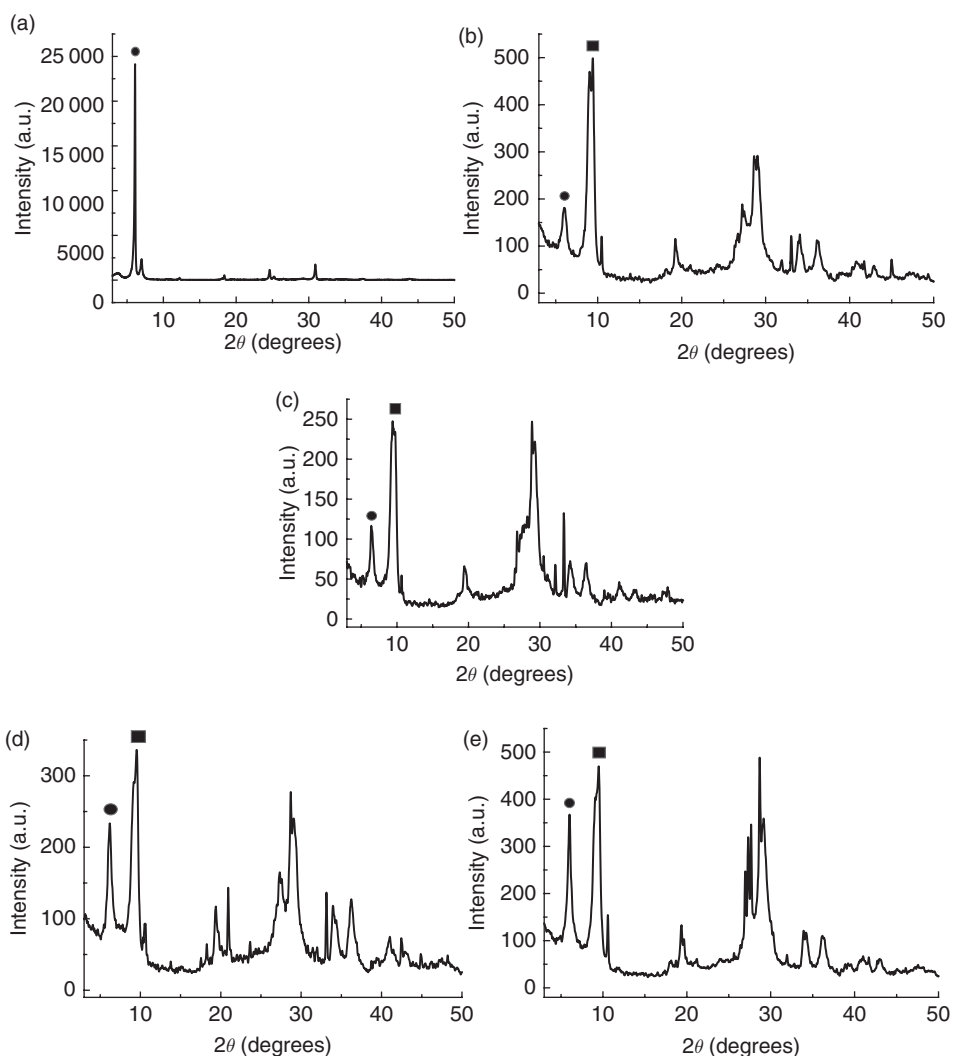 (a)
25 000
20 000
15 000
10 000
5000
0
Intensity (a.u.)
10 20 30 40 50
2θ (degrees)
(b)
500
400
300
200
100
0
Intensity (a.u.)
10 20 30 40 50
2θ (degrees)
(c)
250
200
150
100
50
0
Intensity (a.u.)
10 20 30 40 50
2θ (degrees)
(d)
300
200
100
0
Intensity (a.u.)
10 20 30 40 50
2θ (degrees)
(e)
500
400
300
200
100
0
Intensity (a.u.)
10 20 30 40 50
2θ (degrees)